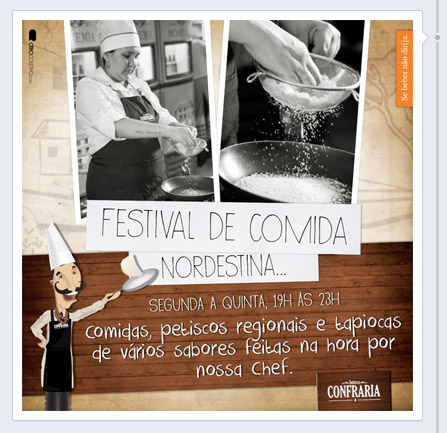 Se beber não dirija.
FESTIVAL DE COMIDA
NORDESTINA...
SEGUNDA A QUINTA, 19H ÀS 23H
Comidas, petiscos regionais e tapiocas
de vários sabores feitas na hora por
nossa Chef.
CONFRARIA